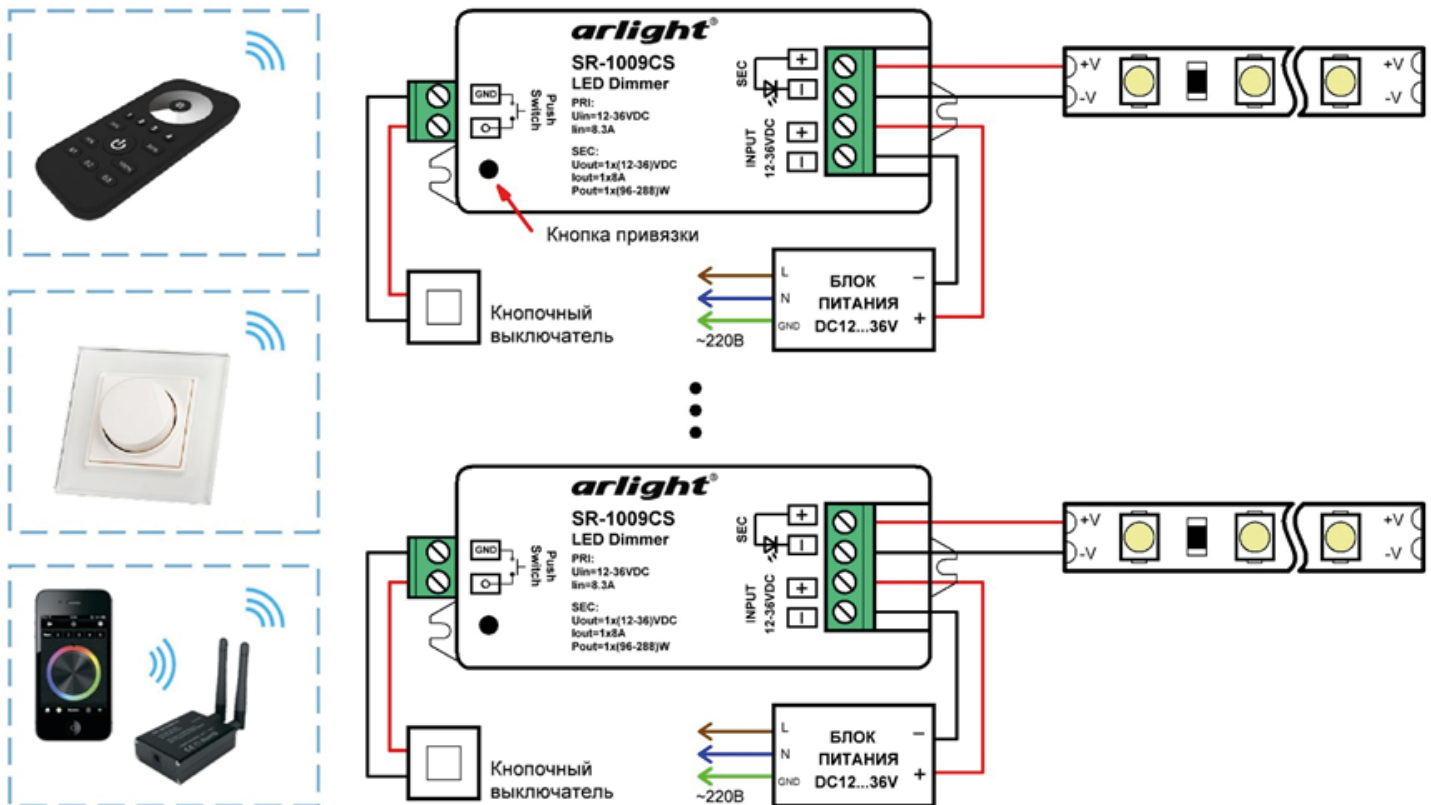 arlight®
SR-1009CS
LED Dimmer
PRI:
Uin=12-36VDC
Iin=8.3A
SEC:
Uout=1x(12-36)VDC
Iout=1x8A
Pout=1x(96-288)W
GND
Push
Switch
SEC
+
−
INPUT
12-36VDC
+
−
+V
-V
+V
-V
Кнопка привязки
Кнопочный
выключатель
L
N
GND
~220В
БЛОК
ПИТАНИЯ
DC12...36V
−
+
arlight®
SR-1009CS
LED Dimmer
PRI:
Uin=12-36VDC
Iin=8.3A
SEC:
Uout=1x(12-36)VDC
Iout=1x8A
Pout=1x(96-288)W
GND
Push
Switch
SEC
+
−
INPUT
12-36VDC
+
−
+V
-V
+V
-V
Кнопочный
выключатель
L
N
GND
~220В
БЛОК
ПИТАНИЯ
DC12...36V
−
+